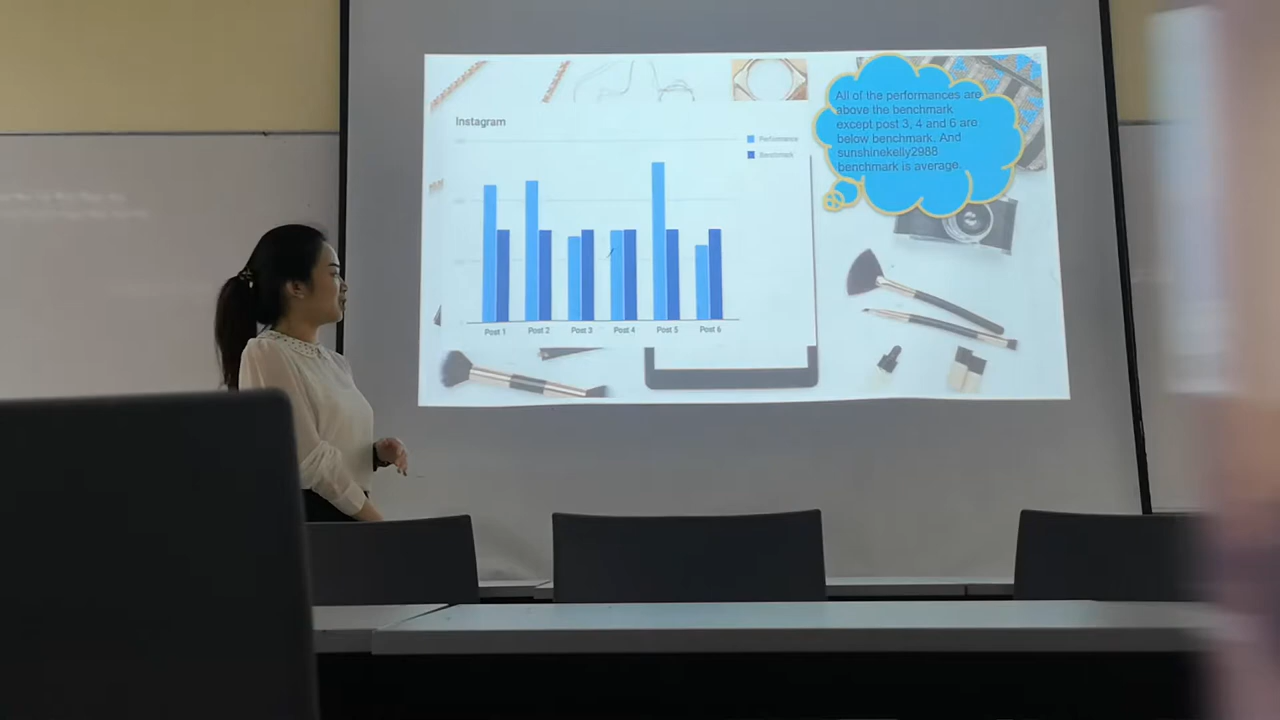 Instagram
Performance
Benchmark
Post 1 Post 2 Post 3 Post 4 Post 5 Post 6
All of the performances are
above the benchmark
except post 3, 4 and 6 are
below benchmark. And
sunshinekelly2988
benchmark is average.